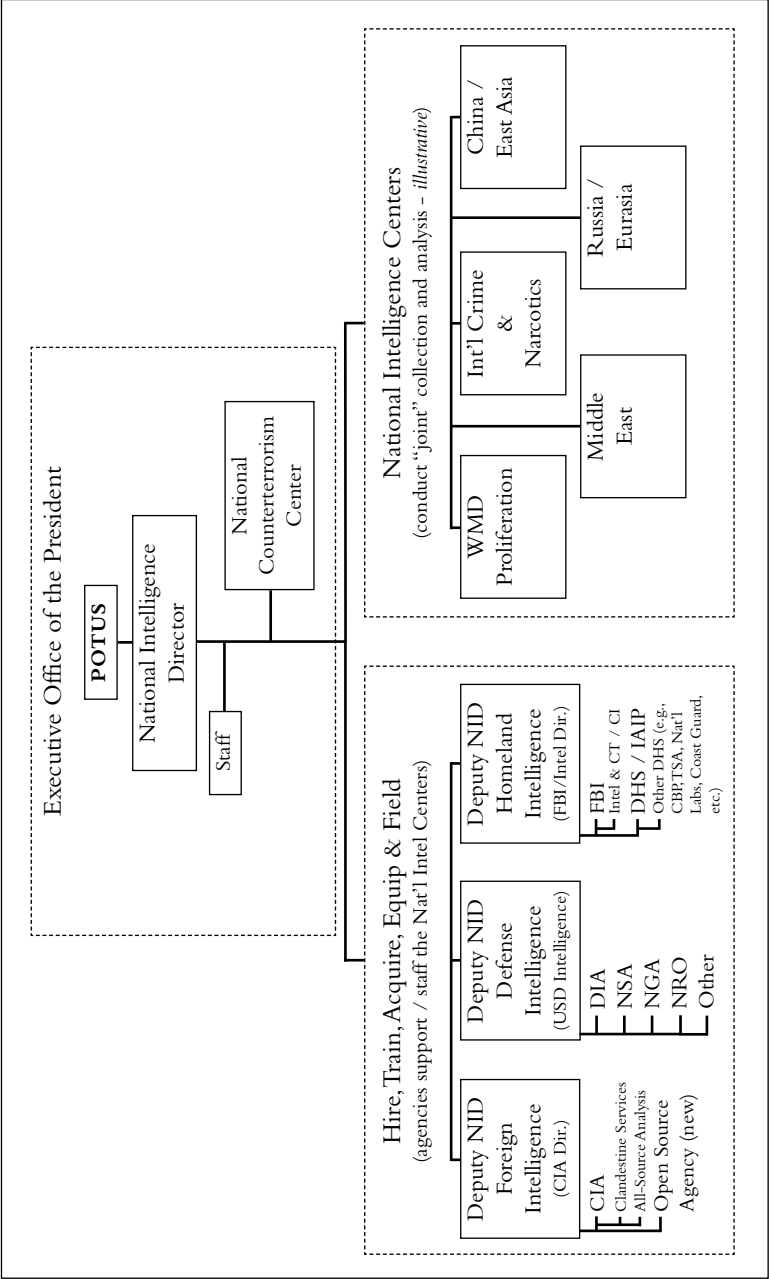 Executive Office of the President
POTUS
National Intelligence
Director
Staff
National
Counterterrorism
Center
Hire, Train, Acquire, Equip & Field
(agencies support / staff the Nat'l Intel Centers)
Deputy NID
Foreign
Intelligence
(CIA Dir.)
CIA
Clandestine Services
All-Source Analysis
Open Source
Agency (new)
Deputy NID
Defense
Intelligence
(USD Intelligence)
DIA
NSA
NGA
NRO
Other
Deputy NID
Homeland
Intelligence
(FBI/Intel Dir.)
FBI
Intel & CT / CI
DHS / IAIP
Other DHS (e.g.,
CBP,TSA, Nat'l
Labs, Coast Guard,
etc.)
National Intelligence Centers
(conduct “joint” collection and analysis – illustrative)
WMD
Proliferation
Int'l Crime
&
Narcotics
China /
East Asia
Middle
East
Russia /
Eurasia